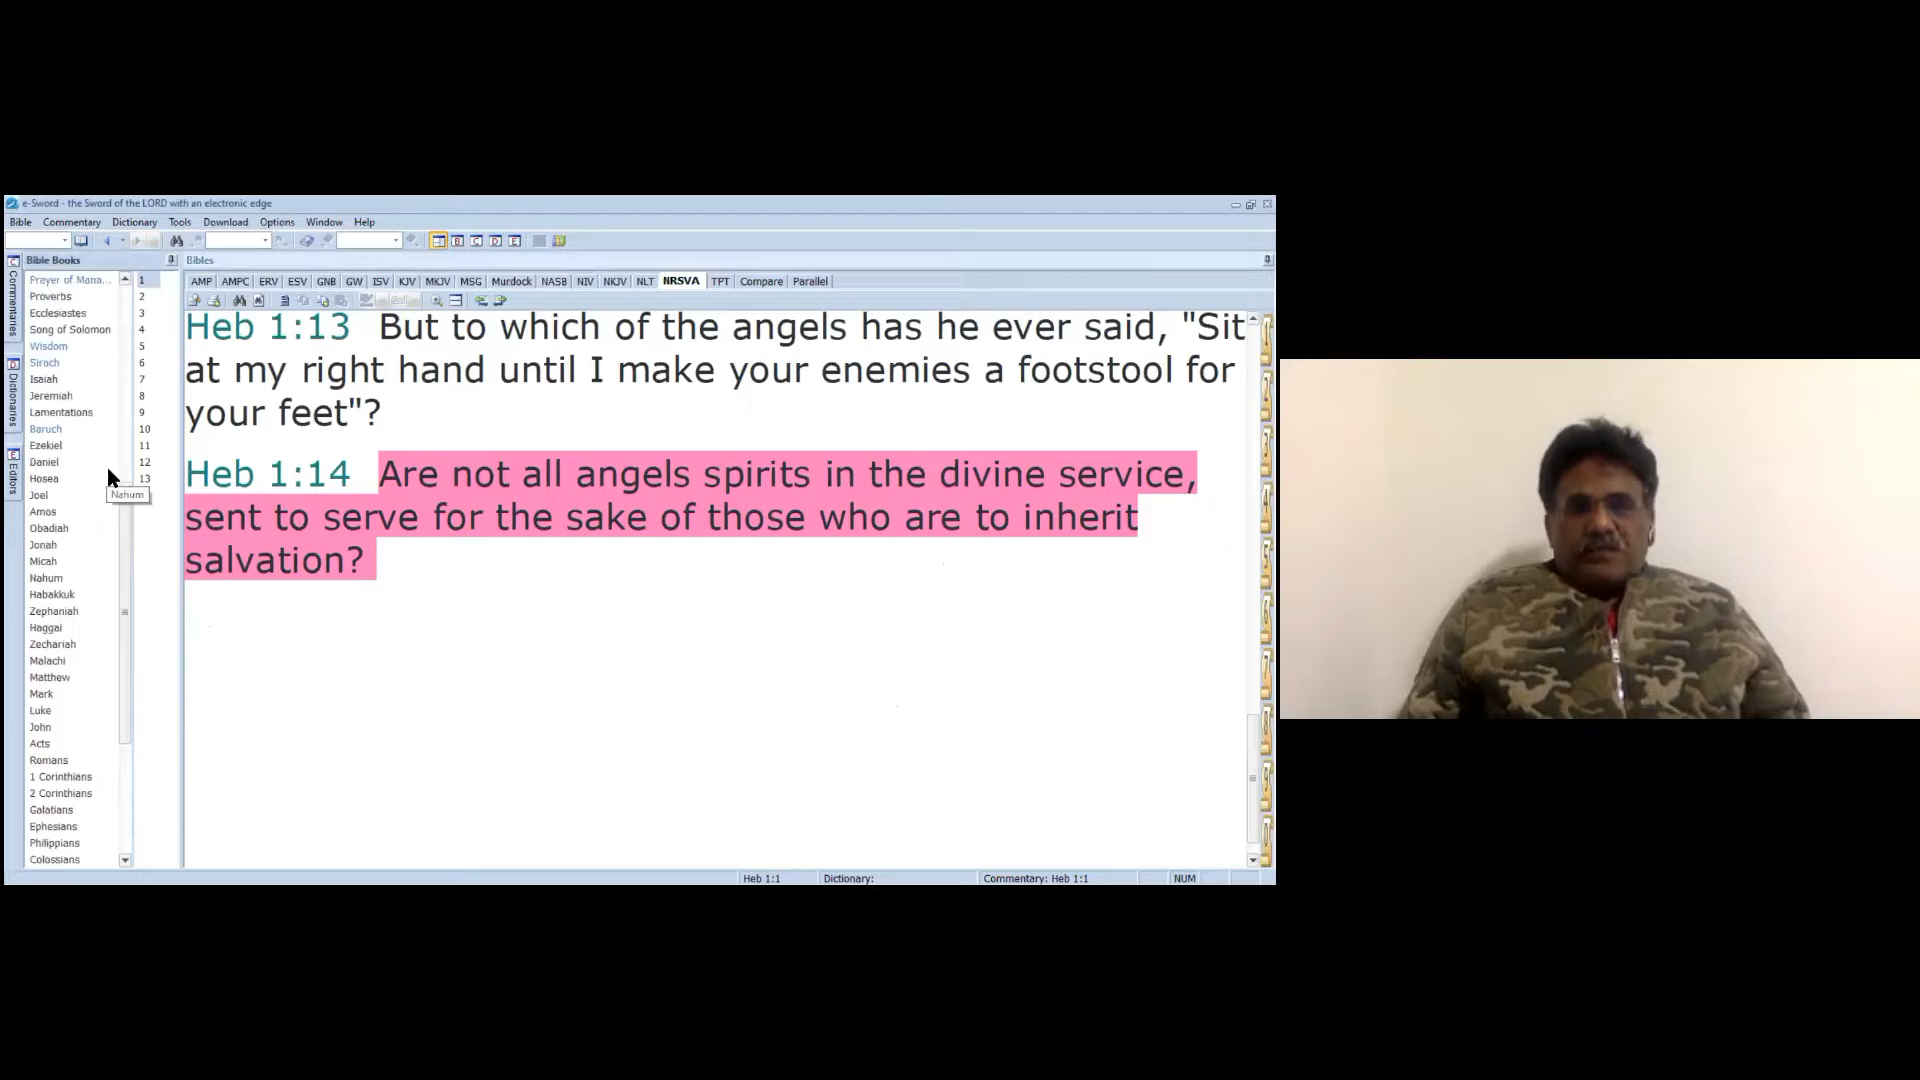 e-Sword - the Sword of the LORD with an electronic edge
Bible Commentary Dictionary Tools Download Options Window Help
Bible Books
Bibles
Commentaries
Dictionaries
Editors
Prayer of Mana... 1
Proverbs 2
Ecclesiastes 3
Song of Solomon 4
Wisdom 5
Sirach 6
Isaiah 7
Jeremiah 8
Lamentations 9
Baruch 10
Ezekiel 11
Daniel 12
Hosea 13
Nahum
Joel
Amos
Obadiah
Jonah
Micah
Nahum
Habakkuk
Zephaniah
Haggai
Zechariah
Malachi
Matthew
Mark
Luke
John
Acts
Romans
1 Corinthians
2 Corinthians
Galatians
Ephesians
Philippians
Colossians
AMP AMPC ERV ESV GNB GW ISV KJV MKJV MSG Murdock NASB NIV NKJV NLT NRSVA TPT Compare Parallel
Heb 1:13 But to which of the angels has he ever said, "Sit
at my right hand until I make your enemies a footstool for
your feet"?
Heb 1:14 Are not all angels spirits in the divine service,
sent to serve for the sake of those who are to inherit
salvation?
Heb 1:1 Dictionary: Commentary: Heb 1:1 NUM